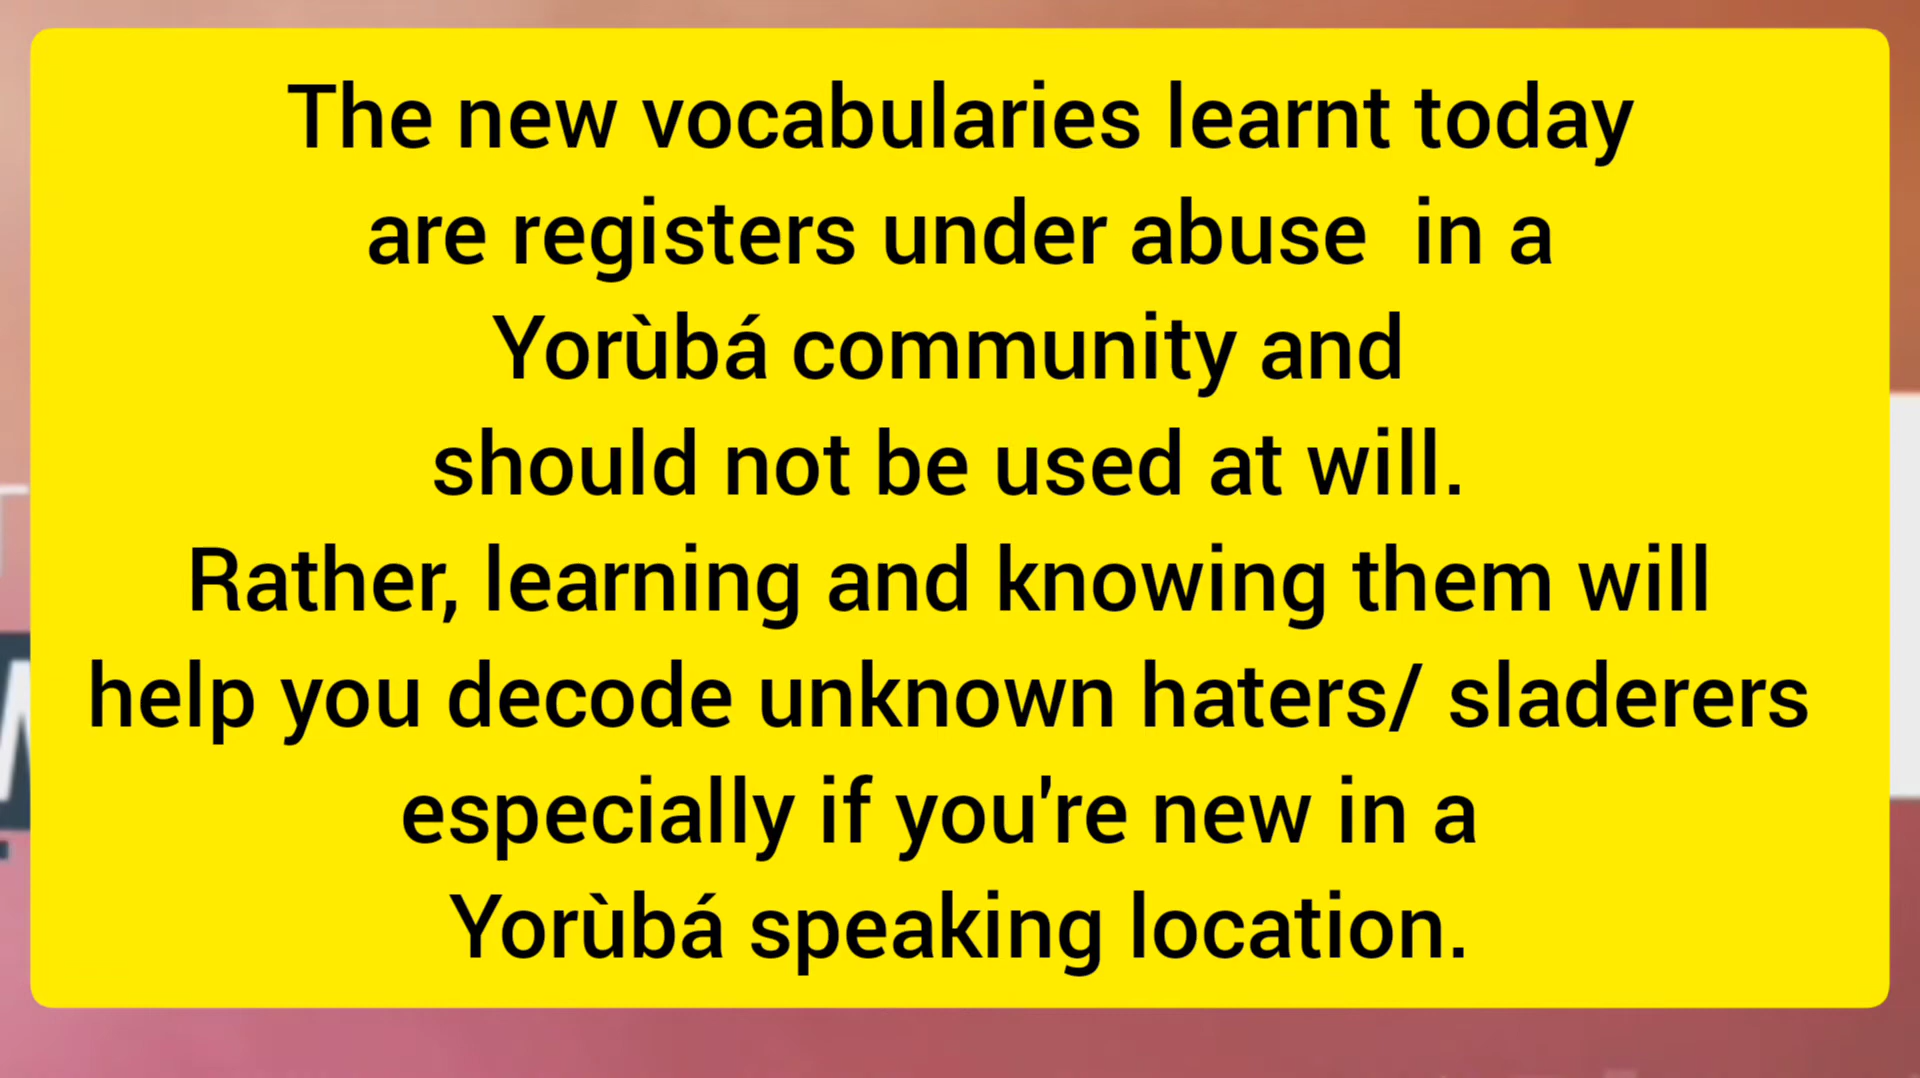 The new vocabularies learnt today
are registers under abuse  in a
Yorùbá community and
should not be used at will.
Rather, learning and knowing them will
help you decode unknown haters/ sladerers
especially if you're new in a
Yorùbá speaking location.